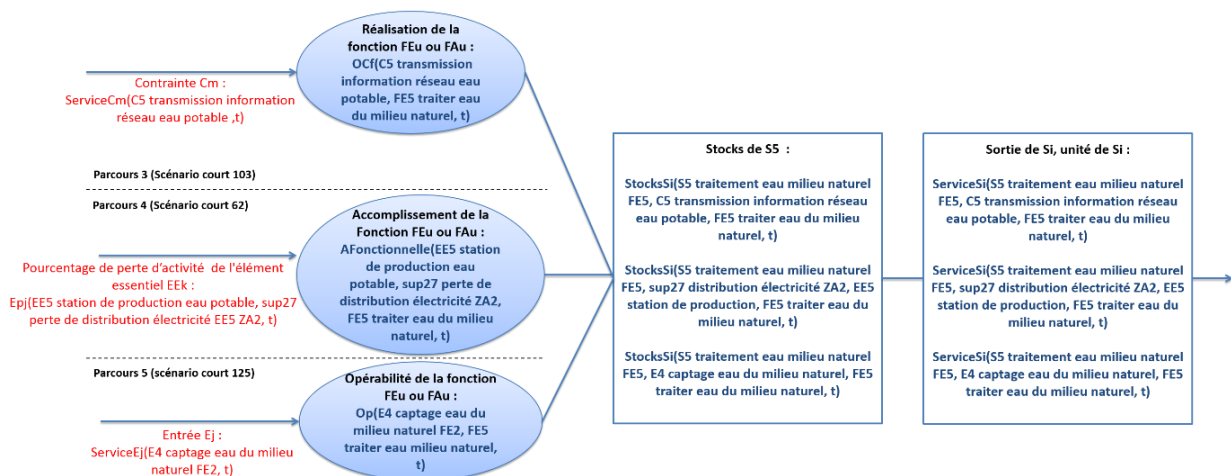 Réalisation de la
fonction FEu ou FAu :
OCf(C5 transmission
information réseau eau
potable, FE5 traiter eau
du milieu naturel, t)
Contrainte Cm :
ServiceCm(C5 transmission information
réseau eau potable ,t)
Parcours 3 (Scénario court 103)
Parcours 4 (Scénario court 62)
Accomplissement de la
Fonction FEu ou FAu :
AFonctionnelle(EE5 station
de production eau
potable, sup27 perte de
distribution électricité ZA2,
FE5 traiter eau du milieu
naturel, t)
Pourcentage de perte d'activité de l'élément
essentiel EEk :
Epj(EE5 station de production eau potable, sup27
perte de distribution électricité EE5 ZA2, t)
Parcours 5 (scénario court 125)
Opérabilité de la fonction
FEu ou FAu :
Op(E4 captage eau du
milieu naturel FE2, FE5
traiter eau milieu naturel,
t)
Entrée Ej :
ServiceEj(E4 captage eau du milieu
naturel FE2, t)
Stocks de S5 :
StocksSi(S5 traitement eau milieu naturel
FE5, C5 transmission information réseau
eau potable, FE5 traiter eau du milieu
naturel, t)
StocksSi(S5 traitement eau milieu naturel
FE5, sup27 distribution électricité ZA2, EE5
station de production, FE5 traiter eau du
milieu naturel, t)
StocksSi(S5 traitement eau milieu naturel
FE5, E4 captage eau du milieu naturel, FE5
traiter eau du milieu naturel, t)
Sortie de Si, unité de Si :
ServiceSi(S5 traitement eau milieu naturel
FE5, C5 transmission information réseau
eau potable, FE5 traiter eau du milieu
naturel, t)
ServiceSi(S5 traitement eau milieu naturel
FE5, sup27 distribution électricité ZA2, EE5
station de production, FE5 traiter eau du
milieu naturel, t)
ServiceSi(S5 traitement eau milieu naturel
FE5, E4 captage eau du milieu naturel, FE5
traiter eau du milieu naturel, t)